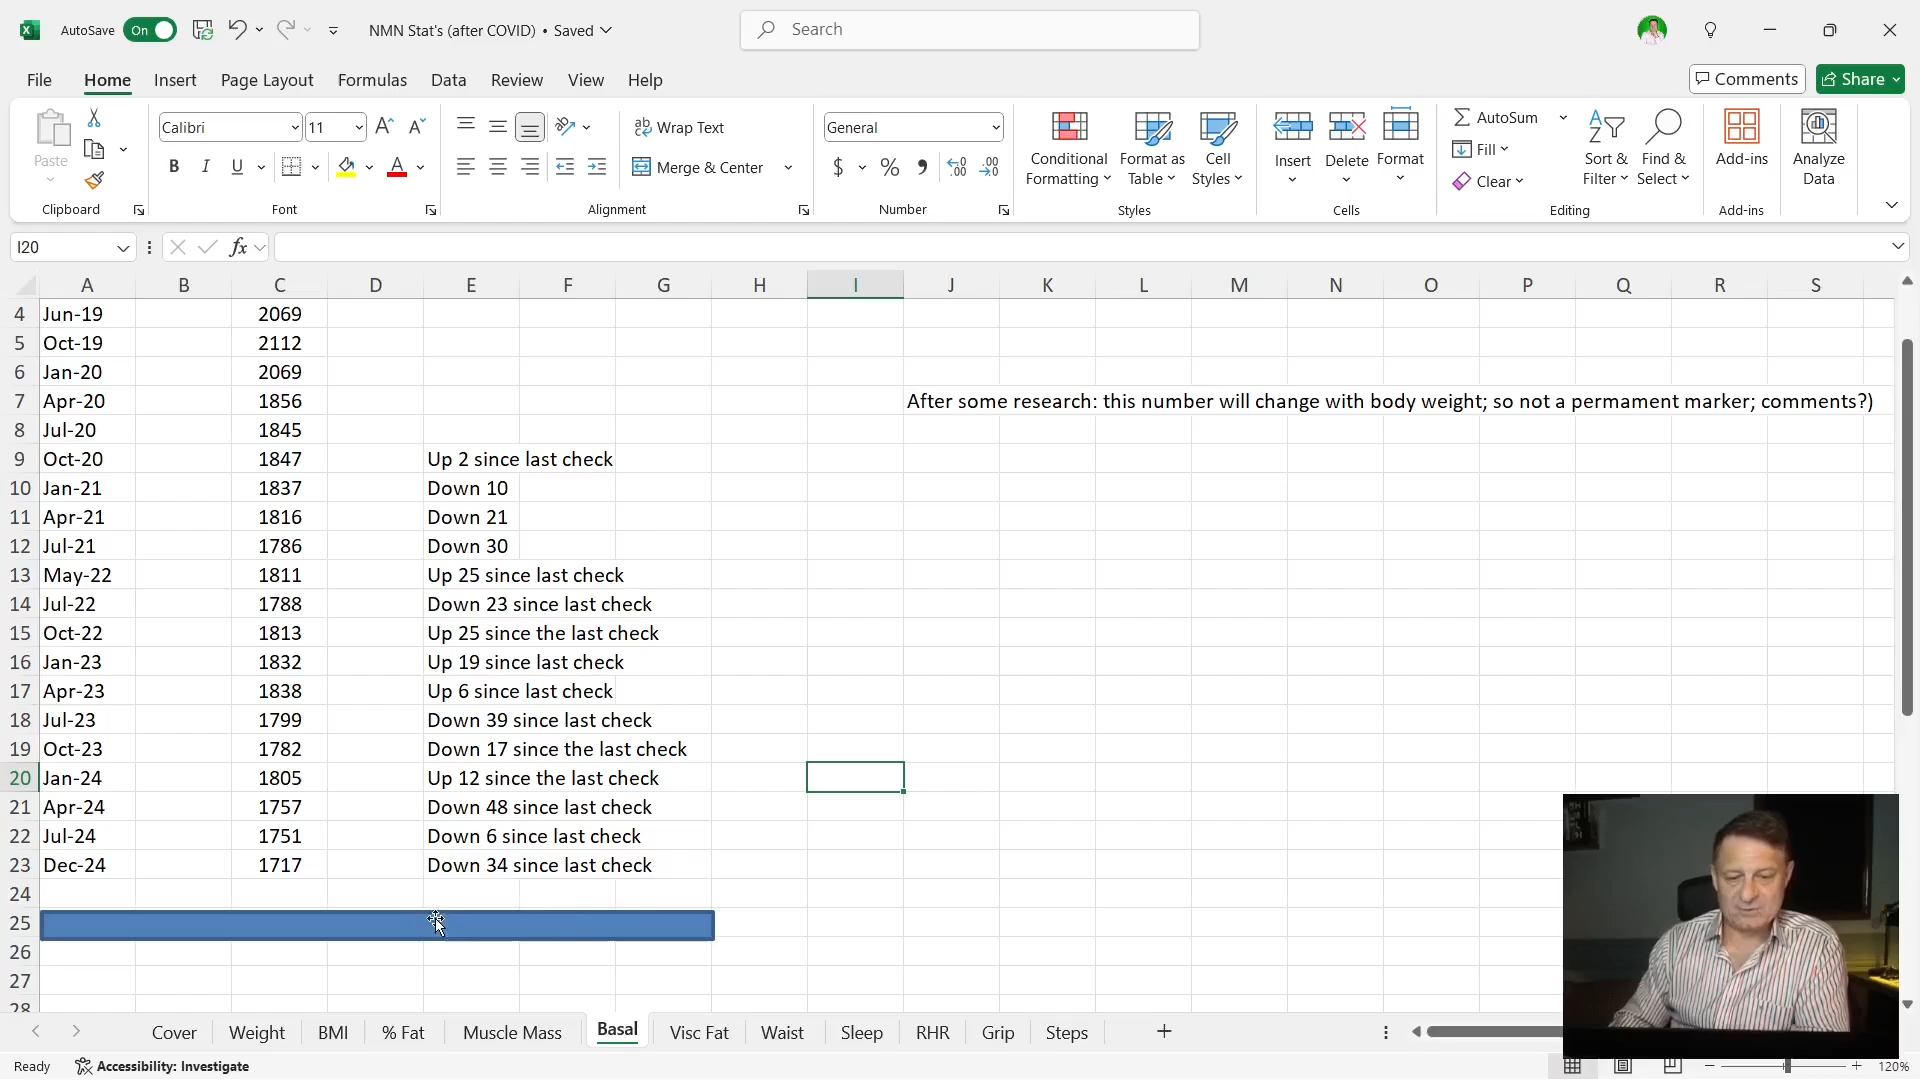 AutoSave On NMN Stat's (after COVID) • Saved Search
File Home Insert Page Layout Formulas Data Review View Help Comments Share
Paste Calibri 11 Wrap Text General Conditional Formatting Format as Table Cell Styles Insert Delete Format AutoSum Sort & Filter Find & Select Add-ins Analyze Data
B I U A Merge & Center $ % Fill
Clear
Clipboard Font Alignment Number Styles Cells Editing Add-ins
I20 fx
A B C D E F G H I J K L M N O P Q R S
4 Jun-19 2069
5 Oct-19 2112
6 Jan-20 2069
7 Apr-20 1856 After some research: this number will change with body weight; so not a permament marker; comments?)
8 Jul-20 1845
9 Oct-20 1847 Up 2 since last check
10 Jan-21 1837 Down 10
11 Apr-21 1816 Down 21
12 Jul-21 1786 Down 30
13 May-22 1811 Up 25 since last check
14 Jul-22 1788 Down 23 since last check
15 Oct-22 1813 Up 25 since the last check
16 Jan-23 1832 Up 19 since last check
17 Apr-23 1838 Up 6 since last check
18 Jul-23 1799 Down 39 since last check
19 Oct-23 1782 Down 17 since the last check
20 Jan-24 1805 Up 12 since the last check
21 Apr-24 1757 Down 48 since last check
22 Jul-24 1751 Down 6 since last check
23 Dec-24 1717 Down 34 since last check
24
25
26
27
28
Cover Weight BMI % Fat Muscle Mass Basal Visc Fat Waist Sleep RHR Grip Steps
Ready Accessibility: Investigate 120%